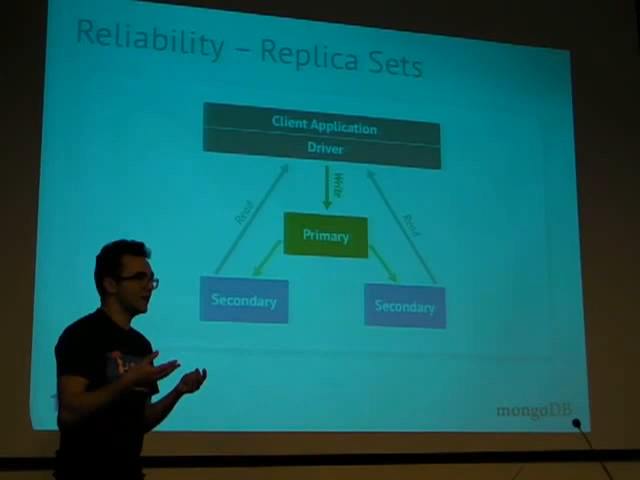 Reliability – Replica Sets
Client Application
Driver
Write
Read
Read
Primary
Secondary
Secondary
mongoDB